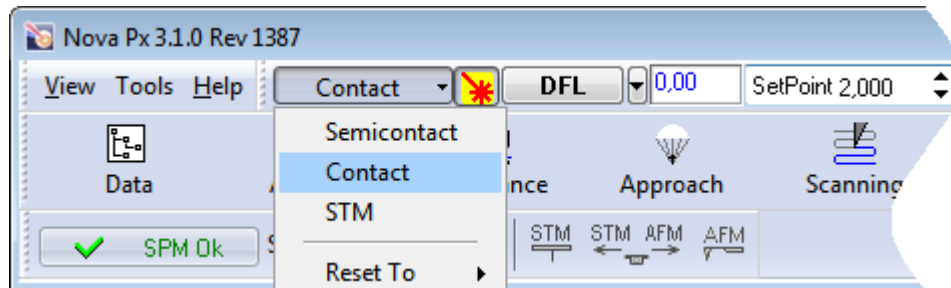 Nova Px 3.1.0 Rev 1387
View Tools Help Contact DFL 0,00 SetPoint 2,000
Semicontact
Contact
STM
Reset To
Data Approach Scanning
SPM Ok STM STM AFM AFM